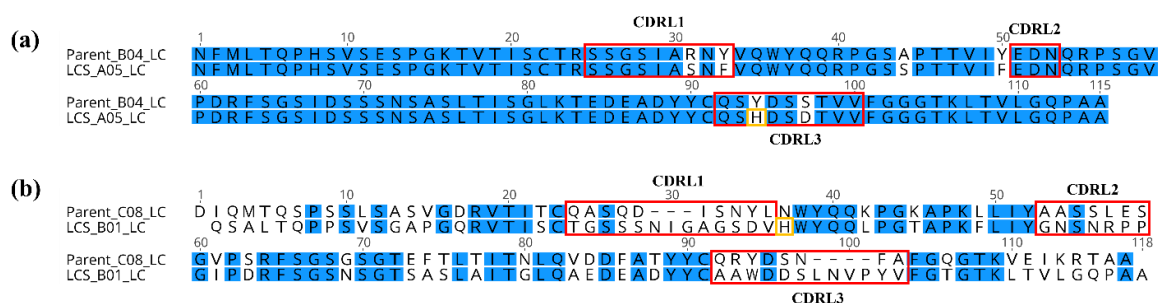 (a)
CDRL1
CDRL2
1 10 20 30 40 50
Parent_B04_LC NFMLTQPHSVSESPGKTVTISCTRSSGSIARNYVQWYQQRPGSAPTTVIYEDNQRPSGV
LCS_A05_LC NFMLTQPHSVSESPGKTVTISCTRSSGSIASNFVQWYQQRPGSSPTTVIFEDNQRPSGV
60 70 80 90 100 110 118
Parent_B04_LC PDRFSGSIDSSSNSASLTISGLKTEDEADYYCQSYDSSTVVFGGGTKLTVLGQPAA
LCS_A05_LC PDRFSGSIDSSSNSASLTISGLKTEDEADYYCQSHDSDTVVFGGGTKLTVLGQPAA
CDRL3
(b)
CDRL1
CDRL2
1 10 20 30 40 50
Parent_C08_LC DIQMTQSPSSLSASVGDRVTITCQASQD---ISNYLNWYQQKPGKAPKLLIYAASSLES
LCS_B01_LC QSALTQPPSVSGAPGQRVTISCTGSSSNIGAGSDVHWYQQLPGTAPKFLIYGNSNRPP
60 70 80 90 100 110 118
Parent_C08_LC GVPSRFSGSGSGTEFTLTITNLQVDDFATYYCQRYDSN----FAFGQGTKVEIKRTAA
LCS_B01_LC GIPDRFSGSNSGTSASLAITGLQAEDEADYYCAAWDDSLNVPYVFGTGTKLTVLGQPAA
CDRL3